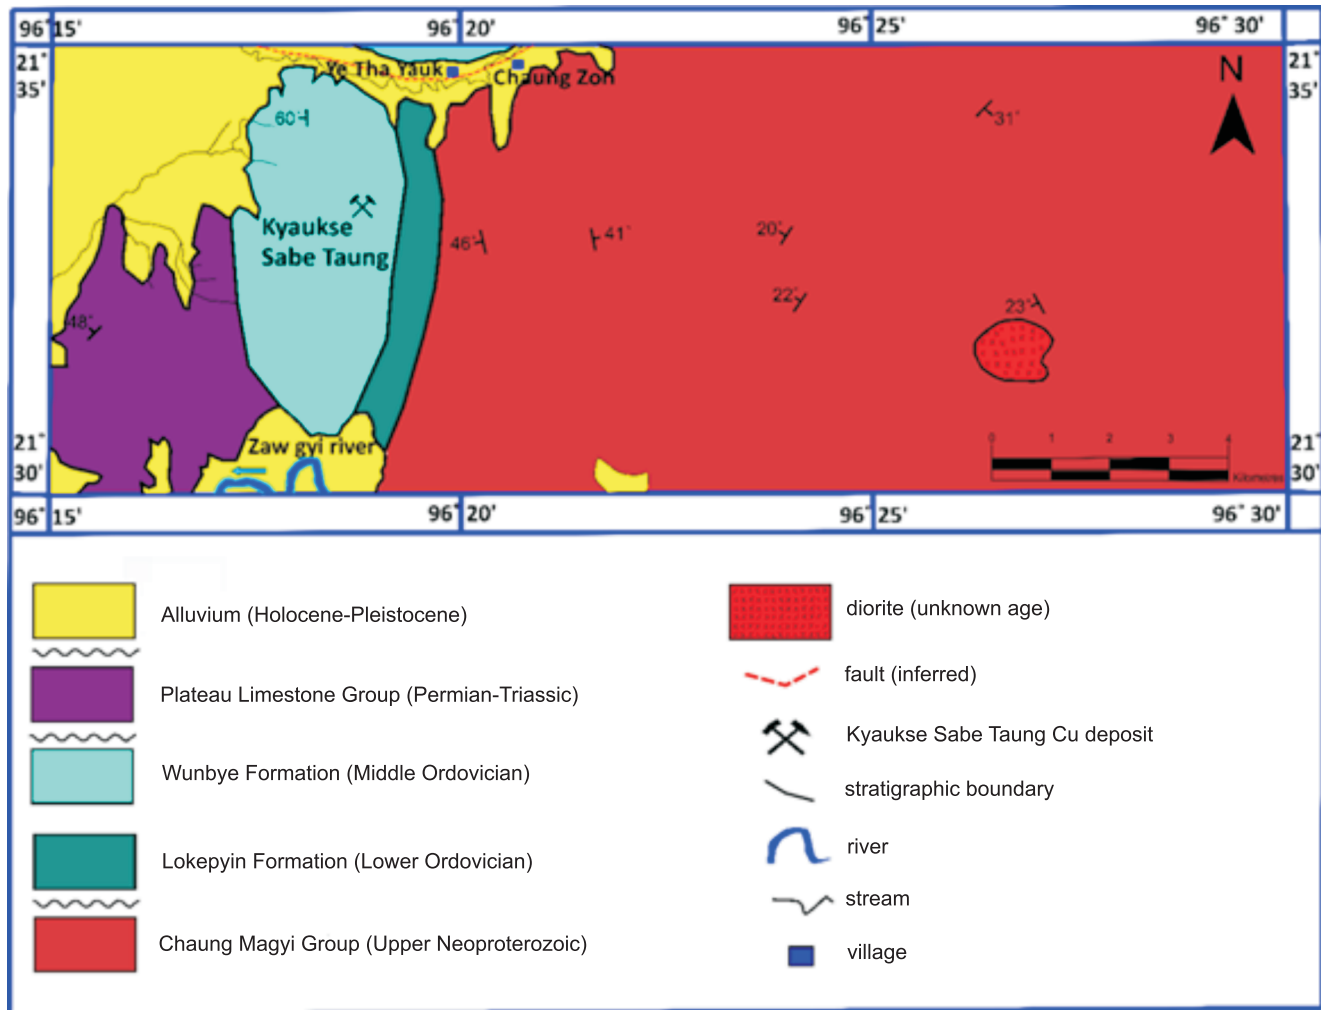 96° 15' 96° 20' 96° 25' 96° 30'
21° 35'
21° 35'
N
Ye Tha Yauk
Chaung Zon
60°
31°
Kyaukse
Sabe Taung
46°
41°
20°
22°
23°
48°
Zaw gyi river
21° 30'
21° 30'
0 1 2 3 4
Kilometres
96° 15' 96° 20' 96° 25' 96° 30'
Alluvium (Holocene-Pleistocene)
Plateau Limestone Group (Permian-Triassic)
Wunbye Formation (Middle Ordovician)
Lokepyin Formation (Lower Ordovician)
Chaung Magyi Group (Upper Neoproterozoic)
diorite (unknown age)
fault (inferred)
Kyaukse Sabe Taung Cu deposit
stratigraphic boundary
river
stream
village